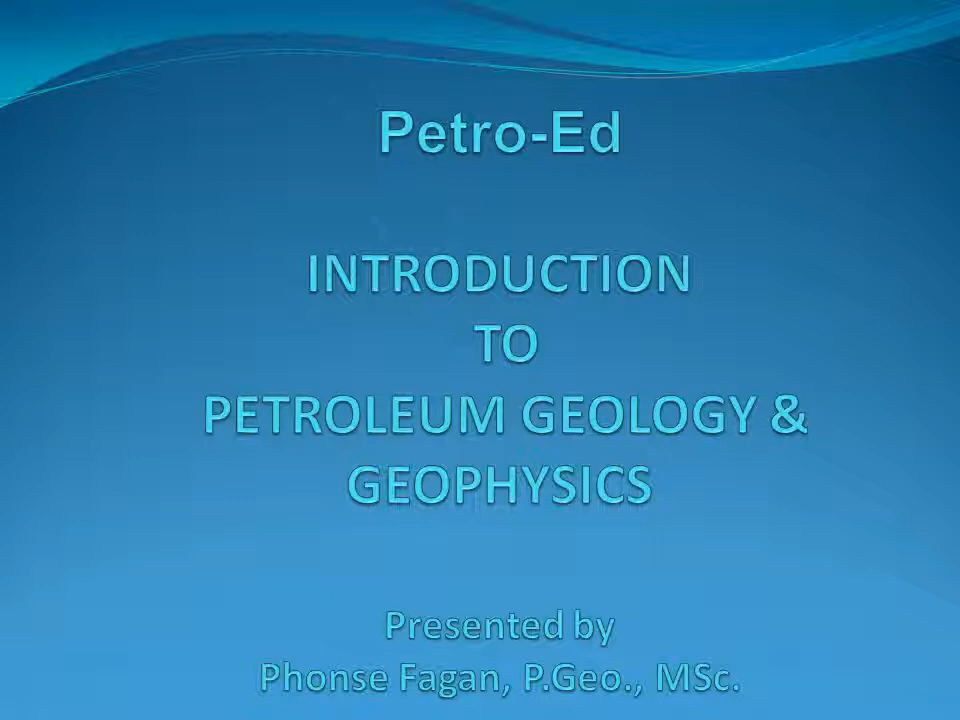 Petro-Ed
INTRODUCTION
TO
PETROLEUM GEOLOGY &
GEOPHYSICS
Presented by
Phonse Fagan, P.Geo., MSc.